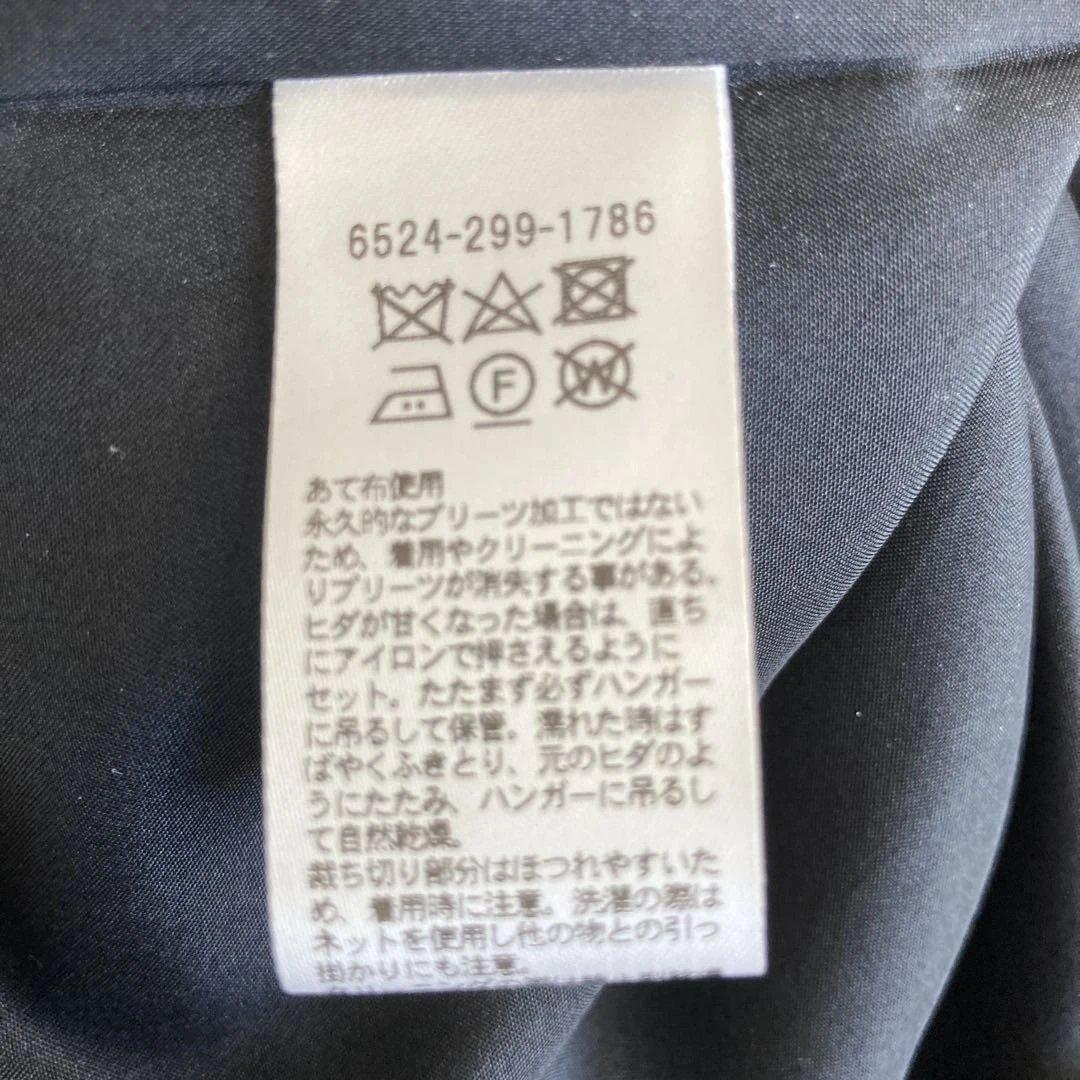 6524-299-1786
F
W
あて布使用
永久的なプリーツ加工ではない
ため、着用やクリーニングによ
りプリーツが消失する事がある。
ヒダが甘くなった場合は、直ち
にアイロンで押さえるように
セット。たたまず必ずハンガー
に吊るして保管。濡れた時はす
ばやくふきとり、元のヒダのよ
うにたたみ、ハンガーに吊るし
て自然乾燥。
裁ち切り部分はほつれやすいた
め、着用時に注意。洗濯の際は
ネットを使用し他の物との引っ
掛かりにも注意。